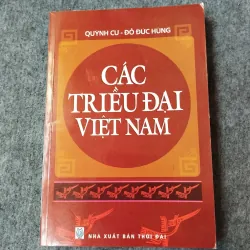 QUỲNH CƯ - ĐỖ ĐỨC HÙNG
CÁC
TRIỀU ĐẠI
VIỆT NAM
NHÀ XUẤT BẢN THỜI ĐẠI